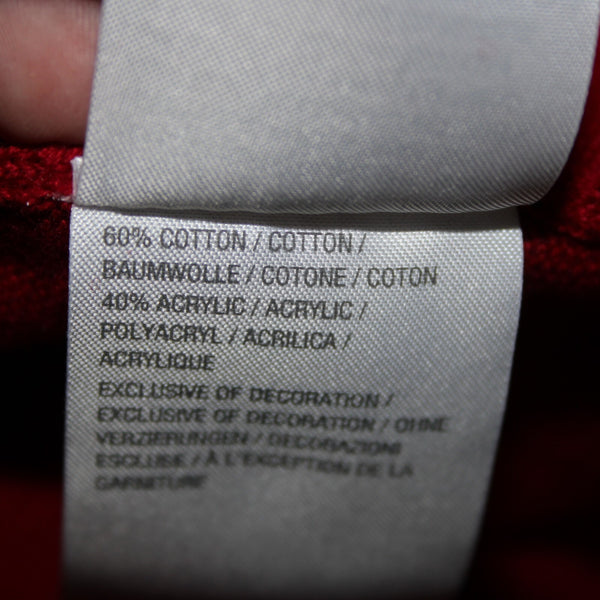 60% COTTON / COTTON /
BAUMWOLLE / COTONE / COTON
40% ACRYLIC / ACRYLIC /
POLYACRYL / ACRILICA /
ACRYLIQUE
EXCLUSIVE OF DECORATION /
EXCLUSIVE OF DECORATION / OHNE
VERZIERUNGEN / DECORAZIONI
ESCLUSE / À L'EXCEPTION DE LA
GARNITURE